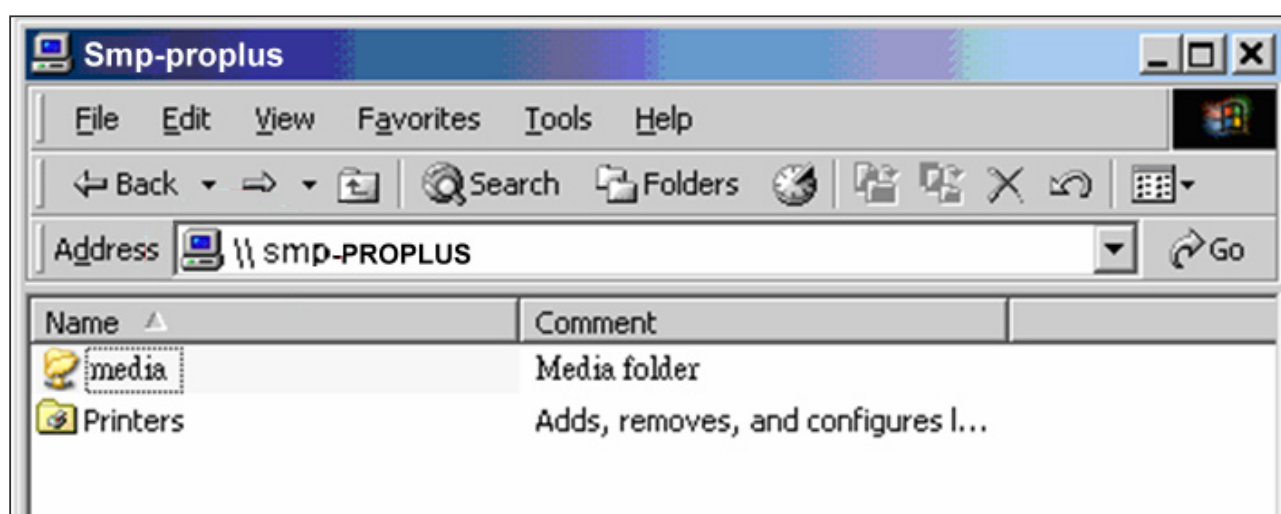 Smp-proplus
File Edit View Favorites Tools Help
Back Search Folders
Address \\ smp-PROPLUS Go
Name Comment
media Media folder
Printers Adds, removes, and configures l...